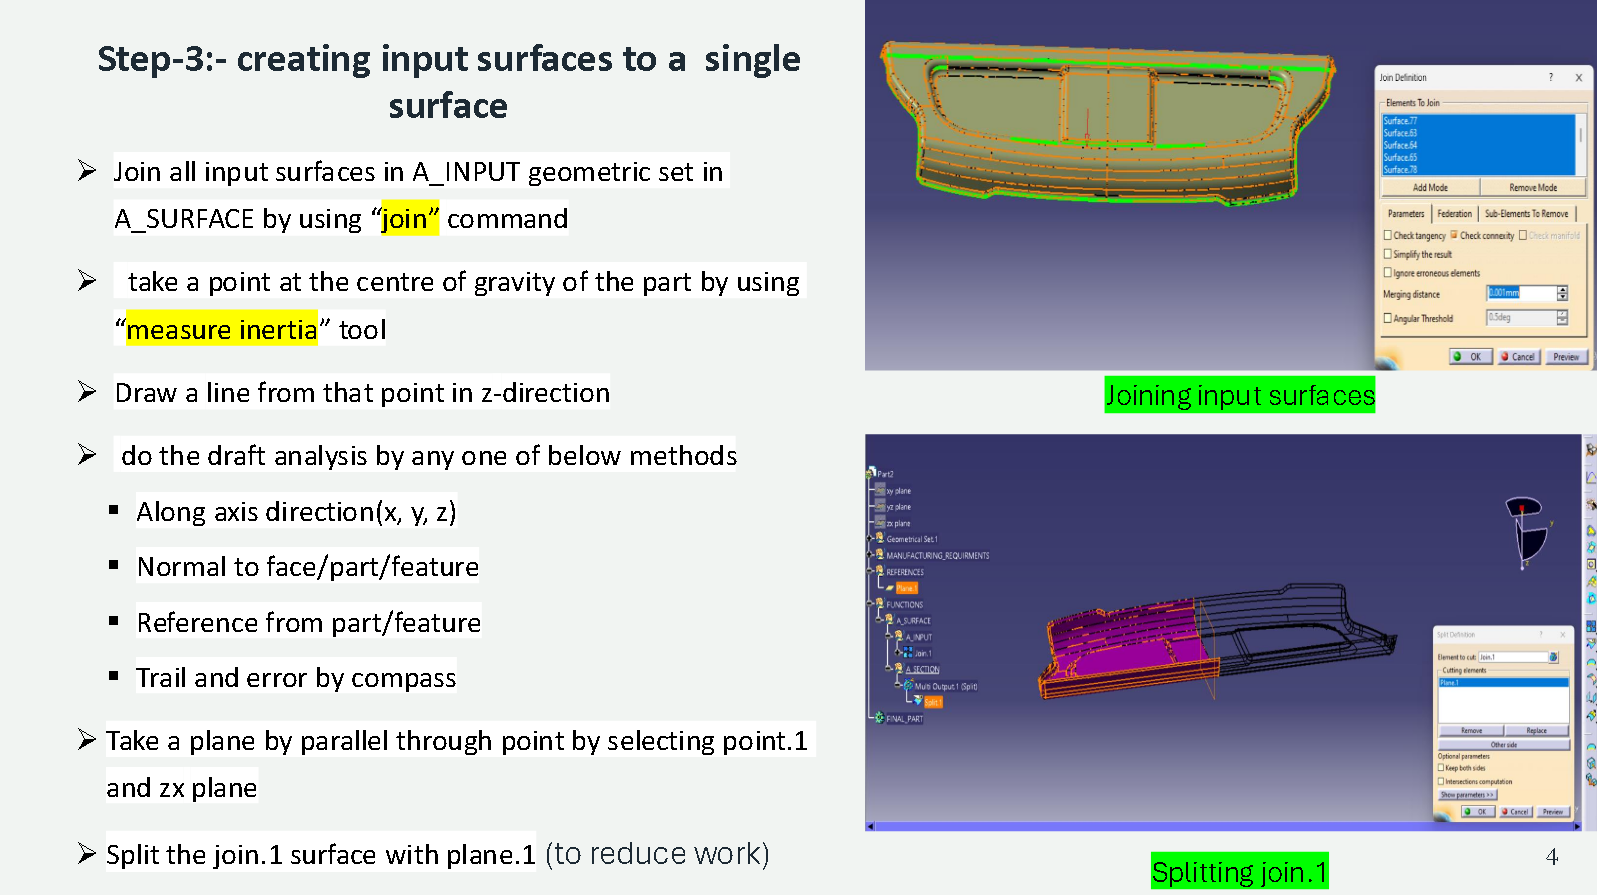 Step-3:- creating input surfaces to a single
surface
Join all input surfaces in A_INPUT geometric set in
A_SURFACE by using “join” command
take a point at the centre of gravity of the part by using
“measure inertia” tool
Draw a line from that point in z-direction
do the draft analysis by any one of below methods
Along axis direction(x, y, z)
Normal to face/part/feature
Reference from part/feature
Trail and error by compass
Take a plane by parallel through point by selecting point.1
and zx plane
Split the join.1 surface with plane.1 (to reduce work)
Join Definition
? X
Elements To Join
Surface.77
Surface.63
Surface.64
Surface.65
Surface.78
Add Mode Remove Mode
Parameters Federation Sub-Elements To Remove
Check tangency Check connexity Check manifold
Simplify the result
Ignore erroneous elements
Merging distance 0.001mm
Angular Threshold 0.5deg
OK Cancel Preview
Joining input surfaces
Part2
xy plane
yz plane
zx plane
Geometrical Set.1
MANUFACTURING_REQUIRMENTS
REFERENCES
Plane.1
FUNCTIONS
A_SURFACE
A_INPUT
Join.1
A_SECTION
Multi Output.1 (Split)
Split.1
FINAL_PART
y
z
Split Definition
? X
Element to cut: Join.1
Cutting elements
Plane.1
Remove Replace
Other side
Optional parameters
Keep both sides
Intersections computation
Show parameters >>
OK Cancel Preview
Splitting join.1
4